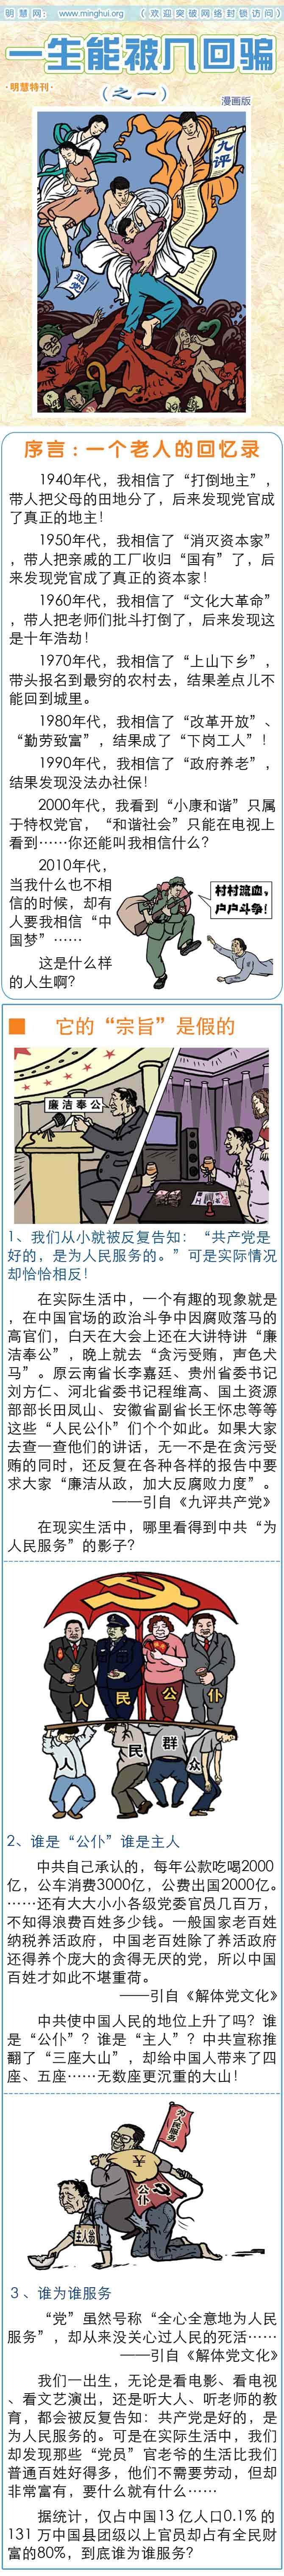 明慧网： www.minghui.org （欢迎突破网络封锁访问）
一生能被几回骗
·明慧特刊·
（之一）
漫画版
九评
退党
序言：一个老人的回忆录
1940年代，我相信了“打倒地主”，
带人把父母的田地分了，后来发现党官成
了真正的地主！
1950年代，我相信了“消灭资本家”
，带人把亲戚的工厂收归“国有”了，后
来发现党官成了真正的资本家！
1960年代，我相信了“文化大革命”
，带人把老师们批斗打倒了，后来发现这
是十年浩劫！
1970年代，我相信了“上山下乡”，
带头报名到最穷的农村去，结果差点儿不
能回到城里。
1980年代，我相信了“改革开放”、
“勤劳致富”，结果成了“下岗工人”！
1990年代，我相信了“政府养老”，
结果发现没法办社保！
2000年代，我看到“小康和谐”只属
于特权党官，“和谐社会”只能在电视上
看到……你还能叫我相信什么？
2010年代，
当我什么也不相
信的时候，却有
人要我相信“中
国梦”……
这是什么样
的人生啊？
村村流血，
户户斗争！
它的“宗旨”是假的
廉洁奉公
1、我们从小就被反复告知：“共产党是
好的，是为人民服务的。”可是实际情况
却恰恰相反！
在实际生活中，一个有趣的现象就是
，在中国官场的政治斗争中因腐败落马的
高官们，白天在大会上还在大讲特讲“廉
洁奉公”，晚上就去“贪污受贿，声色犬
马”。原云南省长李嘉廷、贵州省委书记
刘方仁、河北省委书记程维高、国土资源
部部长田凤山、安徽省副省长王怀忠等等
这些“人民公仆”们个个如此。如果大家
去查一查他们的讲话，无一不是在贪污受
贿的同时，还反复在各种各样的报告中要
求大家“廉洁从政，加大反腐败力度”。
——引自《九评共产党》
在现实生活中，哪里看得到中共“为
人民服务”的影子？
人 民 公 仆
人 民 群 众
2、谁是“公仆”谁是主人
中共自己承认的，每年公款吃喝2000
亿，公车消费3000亿，公费出国2000亿。
……还有大大小小各级党委官员几百万，
不知得浪费百姓多少钱。一般国家老百姓
纳税养活政府，中国老百姓除了养活政府
还得养个庞大的贪得无厌的党，所以中国
百姓才如此不堪重荷。
——引自《解体党文化》
中共使中国人民的地位上升了吗？谁
是“公仆”？谁是“主人”？中共宣称推
翻了“三座大山”，却给中国人带来了四
座、五座……无数座更沉重的大山！
为人民服务
￥
公仆
主人翁
3、谁为谁服务
“党”虽然号称“全心全意地为人民
服务”，却从来没关心过人民的死活……
——引自《解体党文化》
我们一出生，无论是看电影、看电视
、看文艺演出，还是听大人、听老师的教
育，都会被反复告知：共产党是好的，是
为人民服务的。可是在实际生活中，我们
却发现那些“党员”官老爷的生活比我们
普通百姓好得多，他们不需要劳动，但却
非常富有，要什么就有什么……
据统计，仅占中国13亿人口0.1%的
131万中国县团级以上官员却占有全民财
富的80%，到底谁为谁服务？